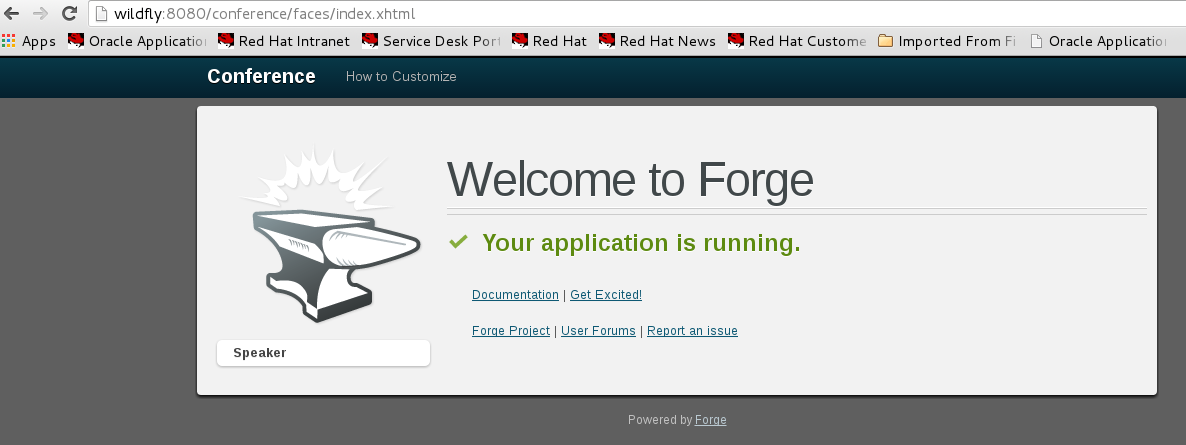 wildfly:8080/conference/faces/index.xhtml
Apps Oracle Applicatio Red Hat Intranet Service Desk Port Red Hat Red Hat News Red Hat Custome Imported From Fi Oracle Application
Conference How to Customize
Welcome to Forge
Your application is running.
Documentation | Get Excited!
Forge Project | User Forums | Report an issue
Speaker
Powered by Forge